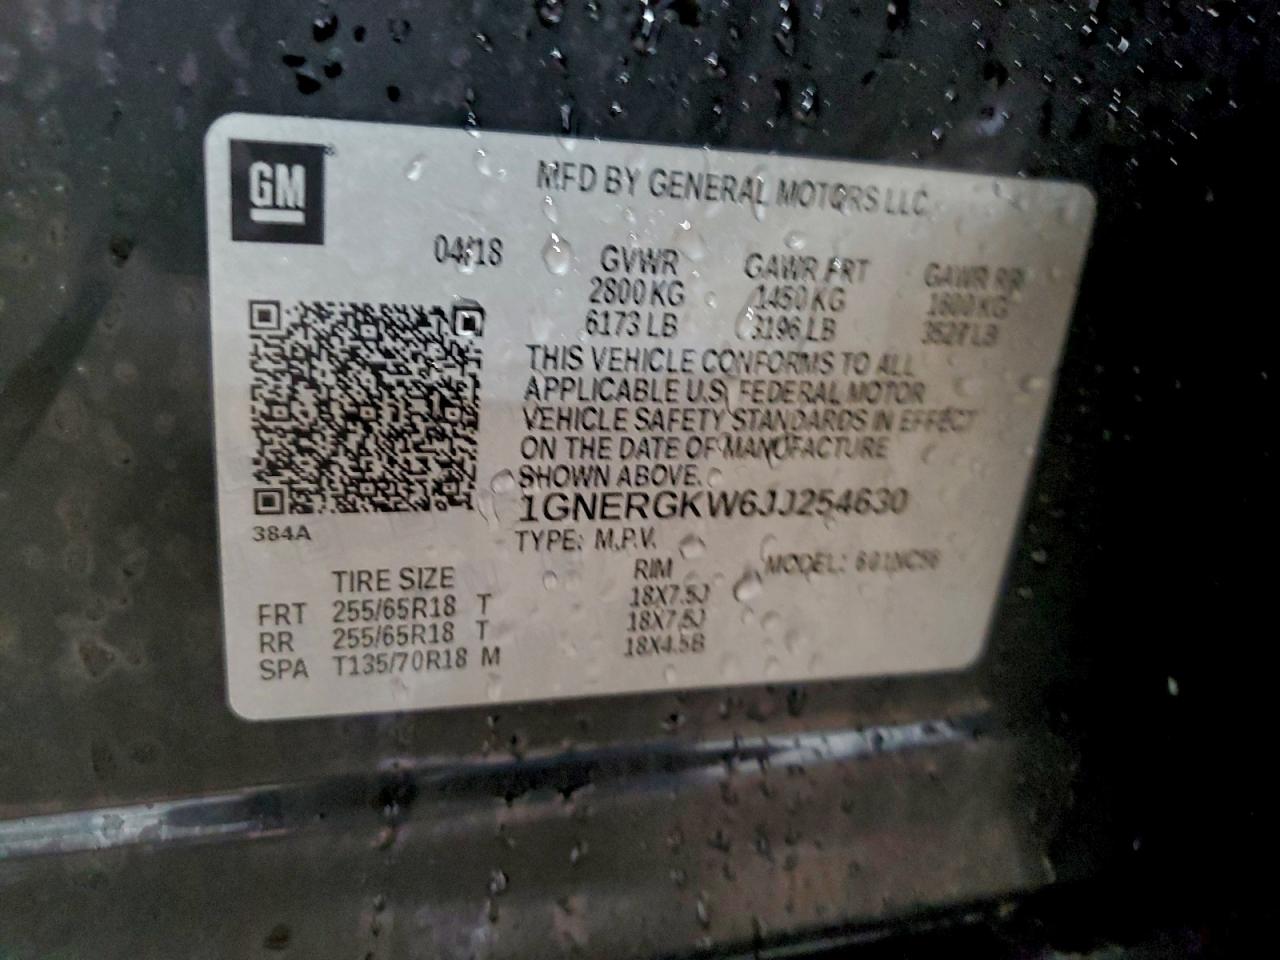 GM
MFD BY GENERAL MOTORS LLC
04/18
GVWR GAWR FRT GAWR RR
2800 KG 1450 KG 1600 KG
6173 LB 3196 LB 3527 LB
THIS VEHICLE CONFORMS TO ALL
APPLICABLE U.S. FEDERAL MOTOR
VEHICLE SAFETY STANDARDS IN EFFECT
ON THE DATE OF MANUFACTURE
SHOWN ABOVE.
1GNERGKW6JJ254630
384A
TYPE: M.P.V. MODEL:
TIRE SIZE RIM
FRT 255/65R18 T 18X7.5J
RR 255/65R18 T 18X7.5J
SPA T135/70R18 M 18X4.5B